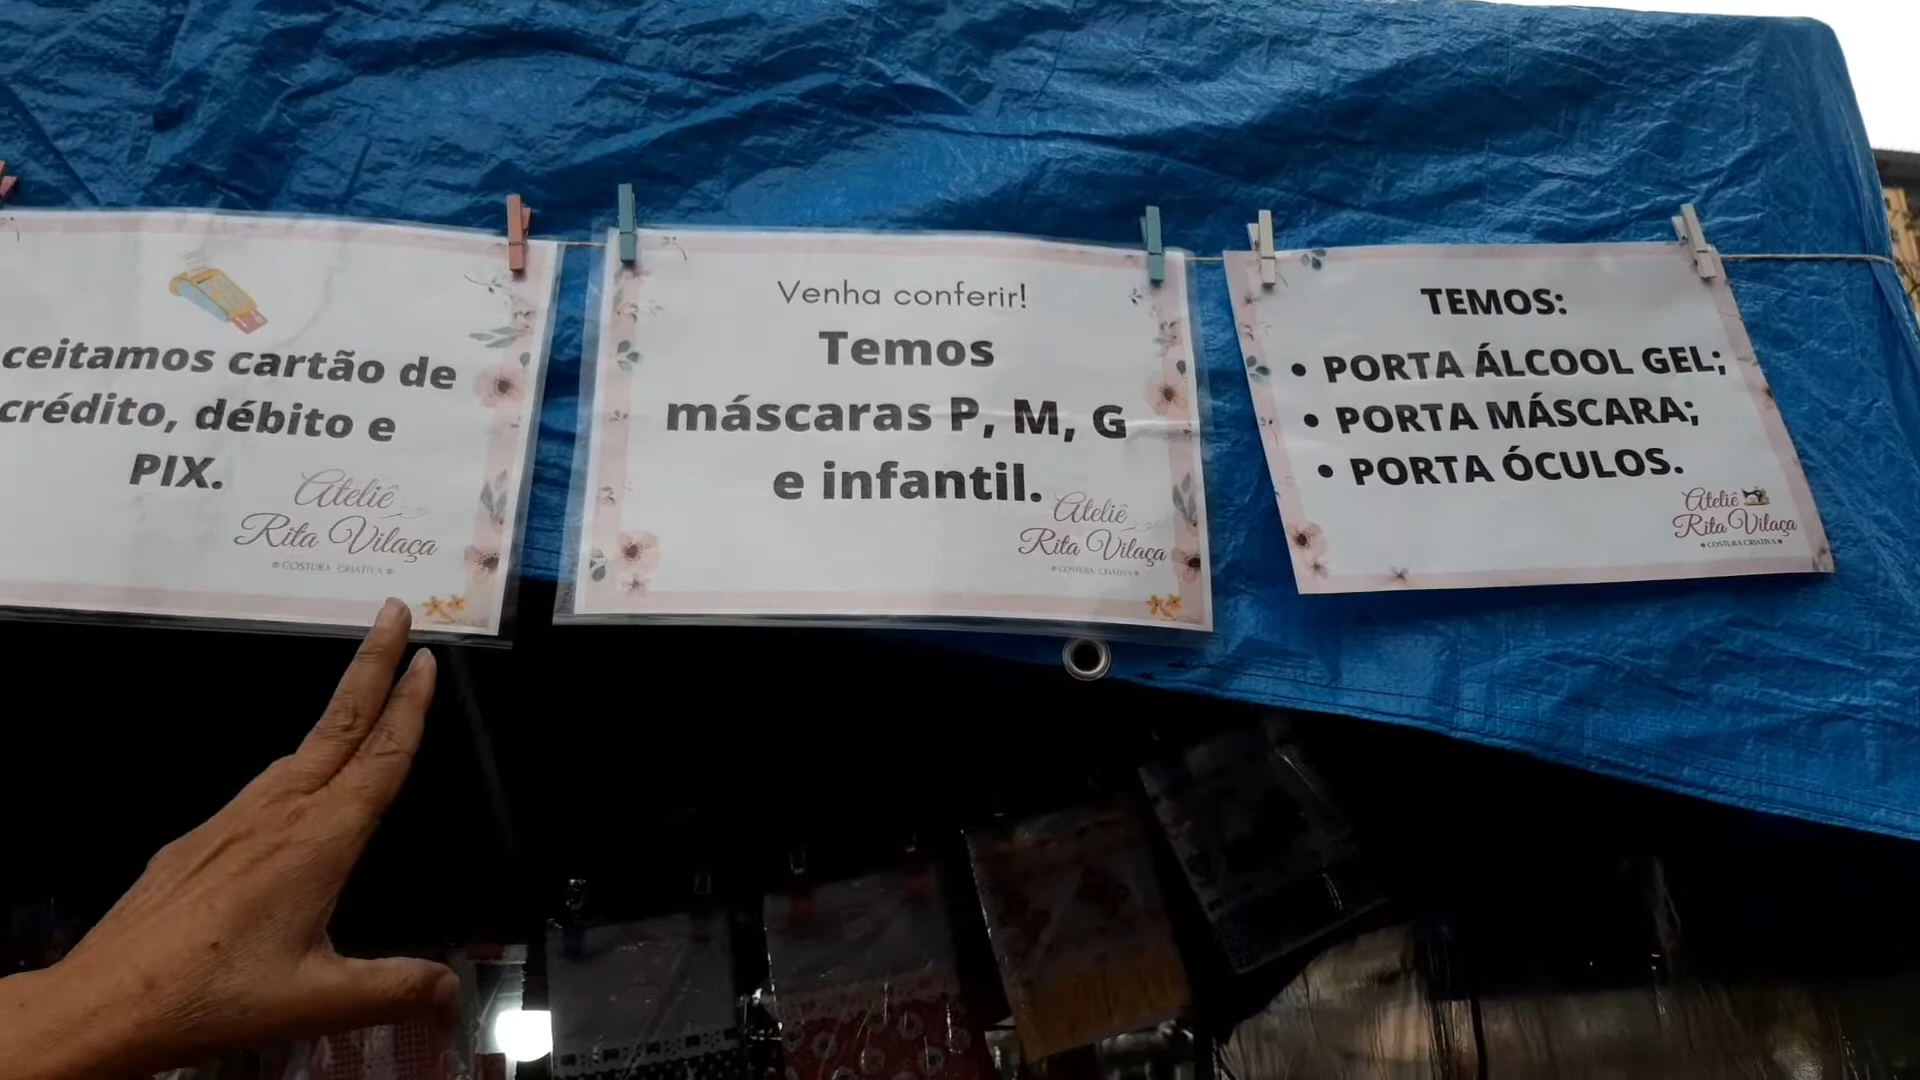 ceitamos cartão de
crédito, débito e
PIX.
Ateliê
Rita Vilaça
COSTURA CRIATIVA
Venha conferir!
Temos
máscaras P, M, G
e infantil.
Ateliê
Rita Vilaça
COSTURA CRIATIVA
TEMOS:
• PORTA ÁLCOOL GEL;
• PORTA MÁSCARA;
• PORTA ÓCULOS.
Ateliê
Rita Vilaça
• COSTURA CRIATIVA •